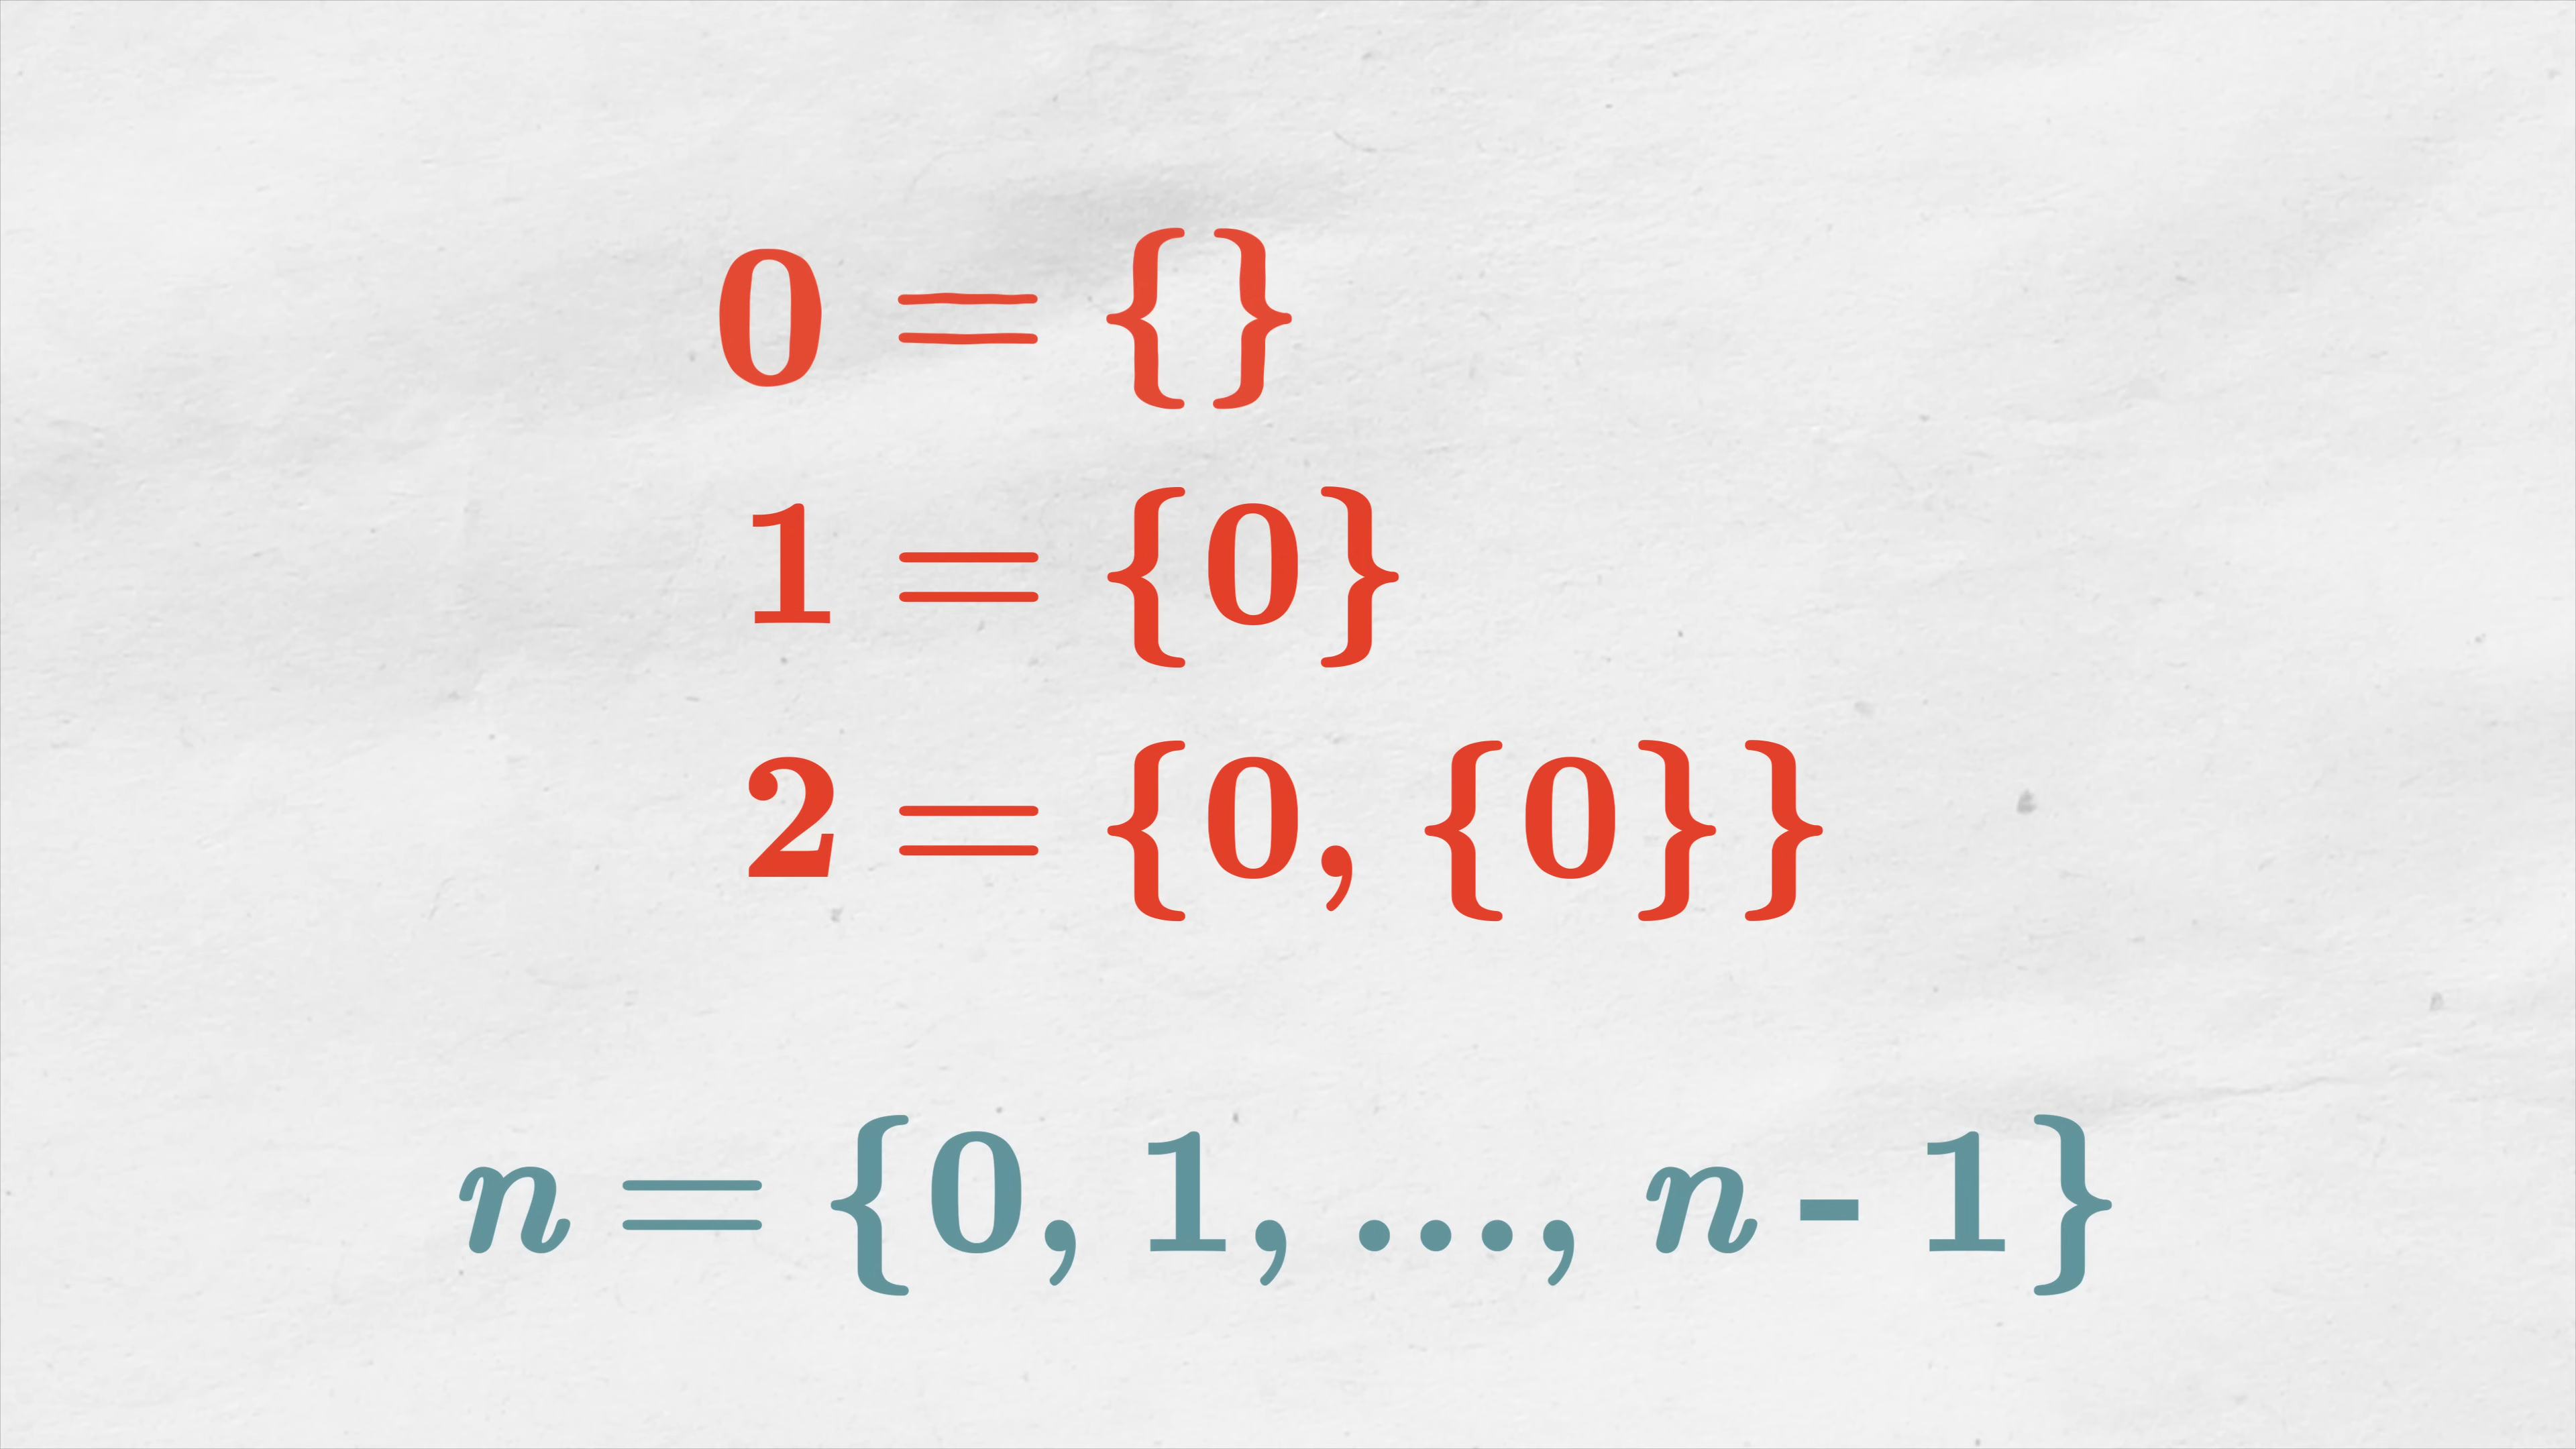 0 = {}
1 = {0}
2 = {0, {0}}
n = {0, 1, ..., n - 1}